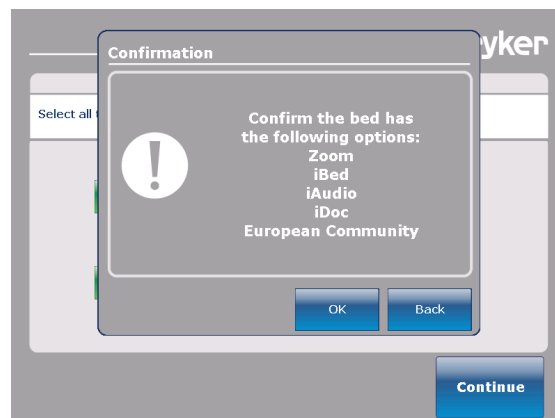 yker
Confirmation
Select all
Confirm the bed has
the following options:
Zoom
iBed
iAudio
iDoc
European Community
OK
Back
Continue